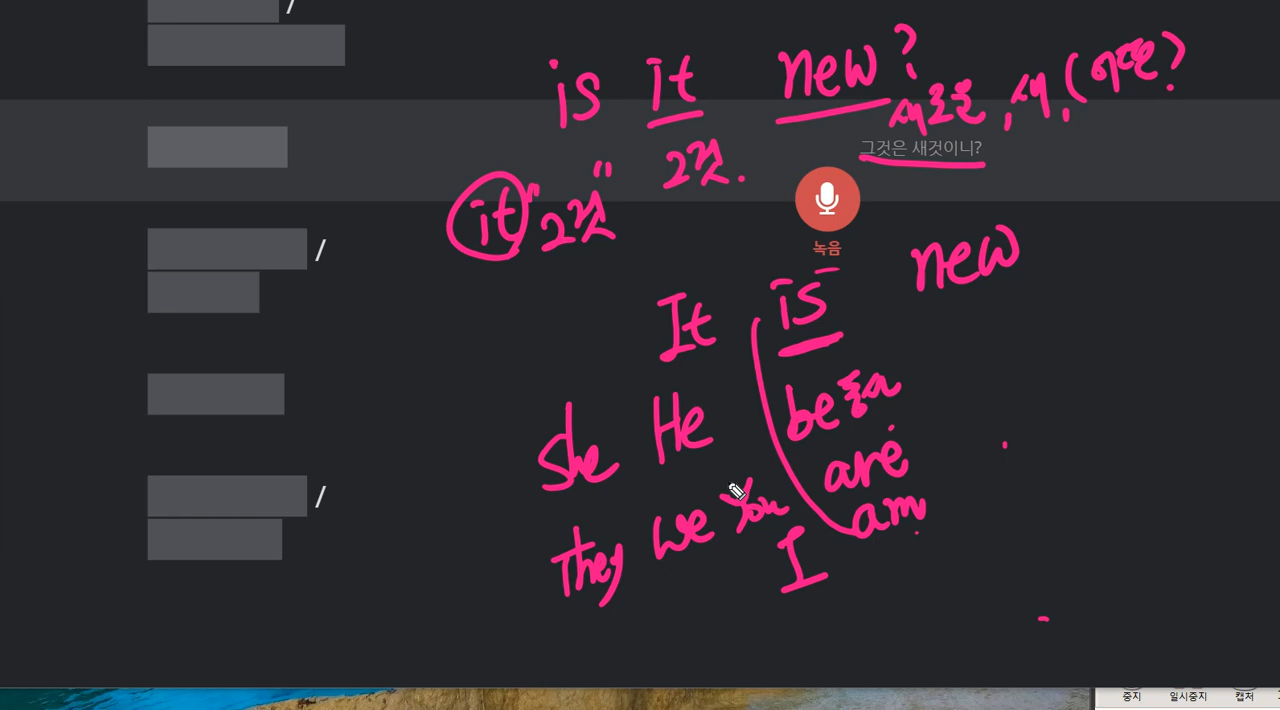 /
is it new?
새로운, 새, (어떤?
그것은 새것이니?
그것.
it "그것"
녹음
/
It is new
be동사
She He
are
They we You
am
I
/
중지 일시중지 캡처